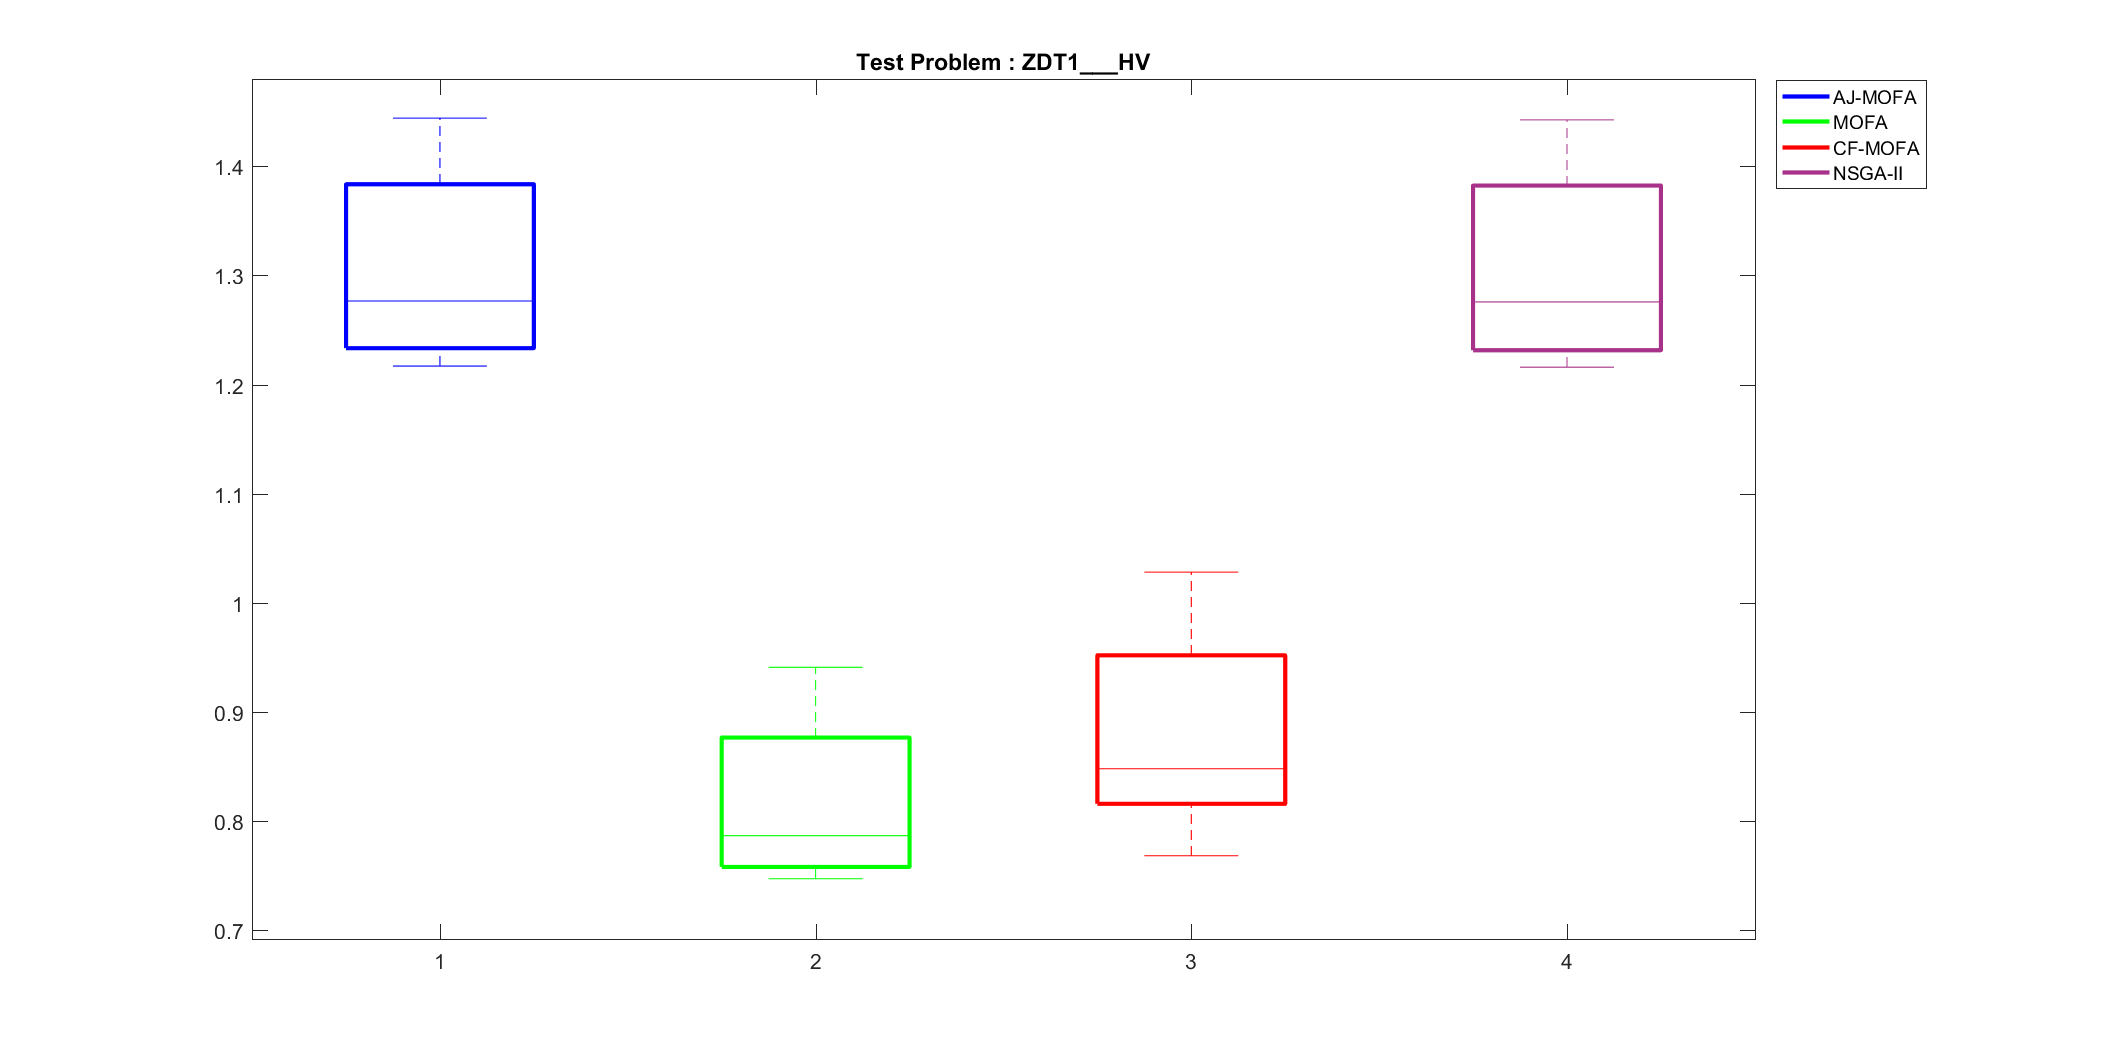 Test Problem : ZDT1___HV
AJ-MOFA
MOFA
CF-MOFA
NSGA-II
1.4
1.3
1.2
1.1
1
0.9
0.8
0.7
1 2 3 4